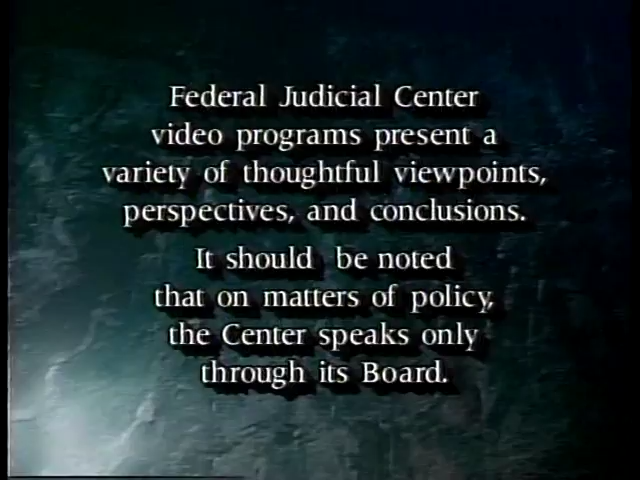 Federal Judicial Center
video programs present a
variety of thoughtful viewpoints,
perspectives, and conclusions.
It should be noted
that on matters of policy,
the Center speaks only
through its Board.